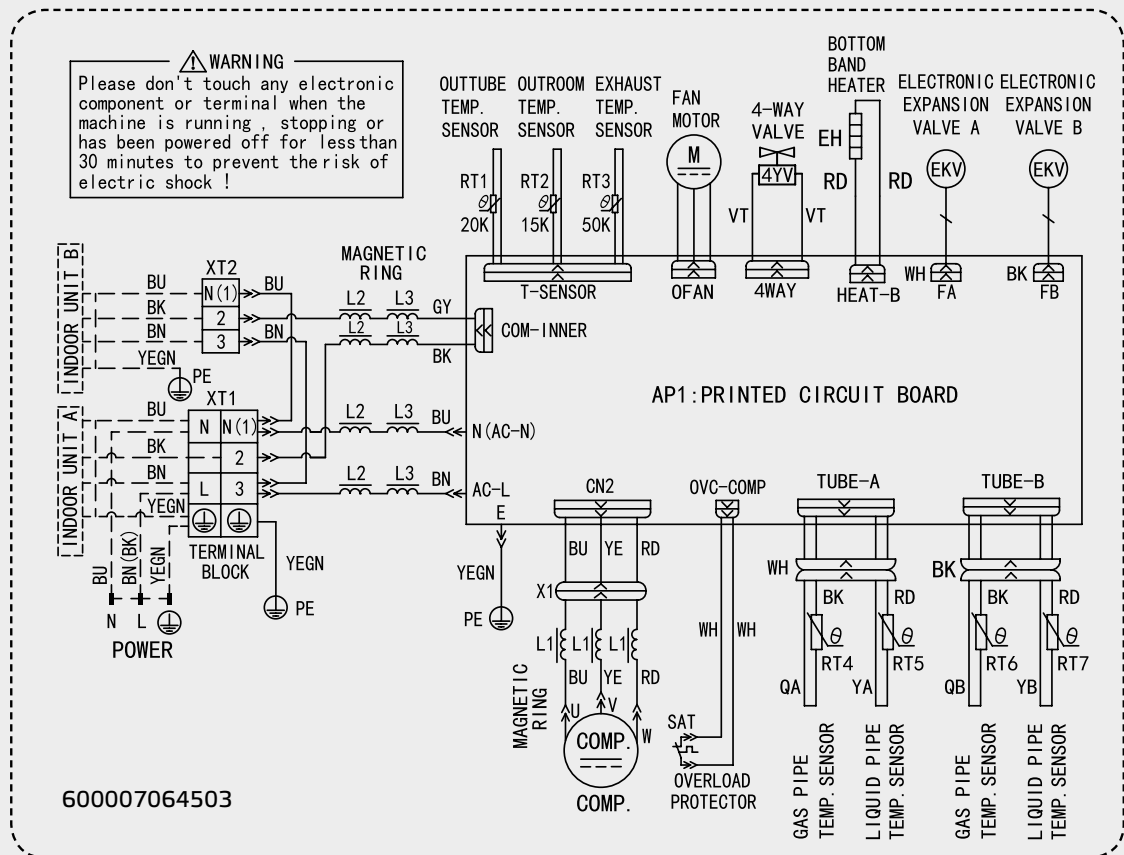 WARNING
Please don't touch any electronic
component or terminal when the
machine is running , stopping or
has been powered off for less than
30 minutes to prevent the risk of
electric shock !
OUTTUBE
TEMP.
SENSOR
OUTROOM
TEMP.
SENSOR
EXHAUST
TEMP.
SENSOR
FAN
MOTOR
4-WAY
VALVE
BOTTOM
BAND
HEATER
ELECTRONIC
EXPANSION
VALVE A
ELECTRONIC
EXPANSION
VALVE B
RT1
θ
20K
RT2
θ
15K
RT3
θ
50K
M
4YV
VT
VT
EH
RD
RD
EKV
EKV
T-SENSOR
OFAN
4WAY
HEAT-B
WH
FA
BK
FB
INDOOR UNIT B
BU
BK
BN
YEGN
PE
XT2
N(1)
2
3
BU
BN
MAGNETIC
RING
L2
L3
GY
L2
L3
BK
COM-INNER
AP1:PRINTED CIRCUIT BOARD
INDOOR UNIT A
BU
BK
BN
YEGN
XT1
N
N(1)
2
L
3
TERMINAL
BLOCK
L2
L3
BU
N(AC-N)
L2
L3
BN
AC-L
E
YEGN
PE
YEGN
PE
BU
BN(BK)
YEGN
N
L
POWER
CN2
BU
YE
RD
X1
L1
L1
L1
BU
YE
RD
MAGNETIC
RING
U
V
W
COMP.
COMP.
OVC-COMP
WH
WH
SAT
OVERLOAD
PROTECTOR
TUBE-A
WH
BK
RD
θ
RT4
θ
RT5
QA
YA
GAS PIPE
TEMP. SENSOR
LIQUID PIPE
TEMP. SENSOR
TUBE-B
BK
BK
RD
θ
RT6
θ
RT7
QB
YB
GAS PIPE
TEMP. SENSOR
LIQUID PIPE
TEMP. SENSOR
600007064503